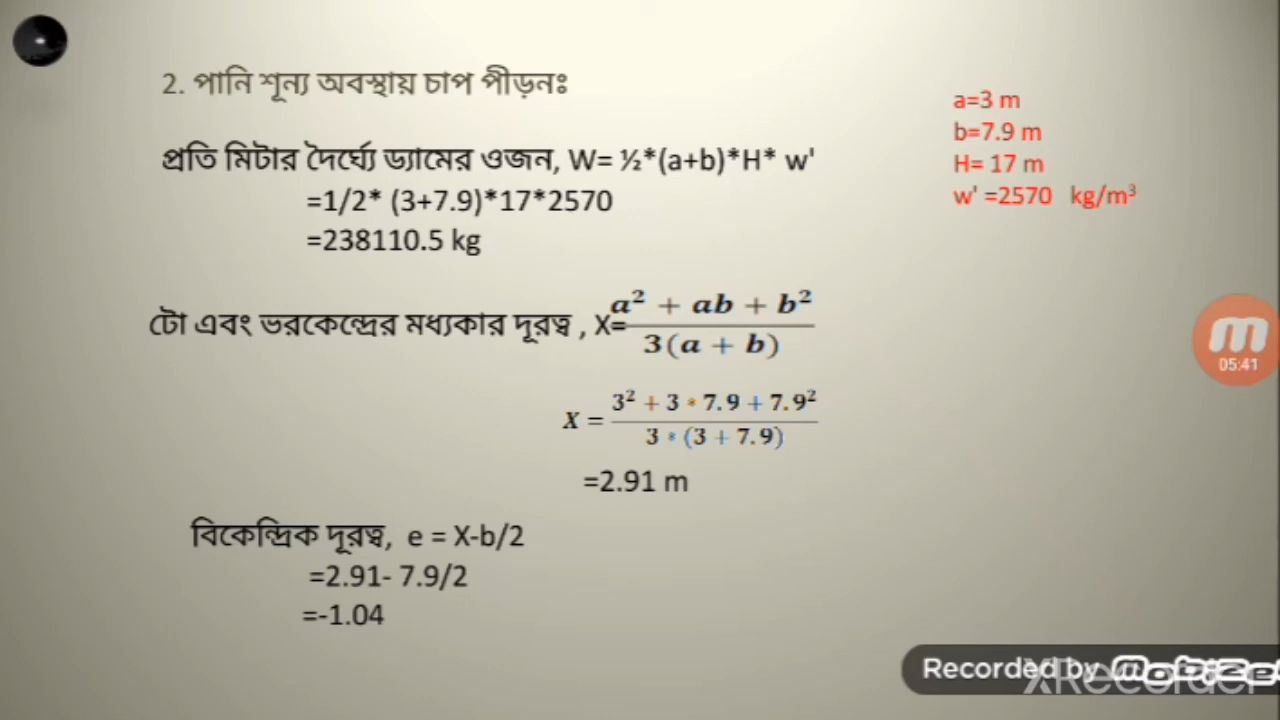 2. পানি শূন্য অবস্থায় চাপ পীড়নঃ
a=3 m
b=7.9 m
H= 17 m
w' =2570 kg/m³
প্রতি মিটার দৈর্ঘ্যে ড্যামের ওজন, W= ½*(a+b)*H* w'
=1/2* (3+7.9)*17*2570
=238110.5 kg
টো এবং ভরকেন্দ্রের মধ্যকার দূরত্ব , X= (a² + ab + b²) / 3(a + b)
X = (3² + 3 * 7.9 + 7.9²) / 3 * (3 + 7.9)
=2.91 m
বিকেন্দ্রিক দূরত্ব, e = X-b/2
=2.91- 7.9/2
=-1.04
05:41
Recorded by
XRecorder